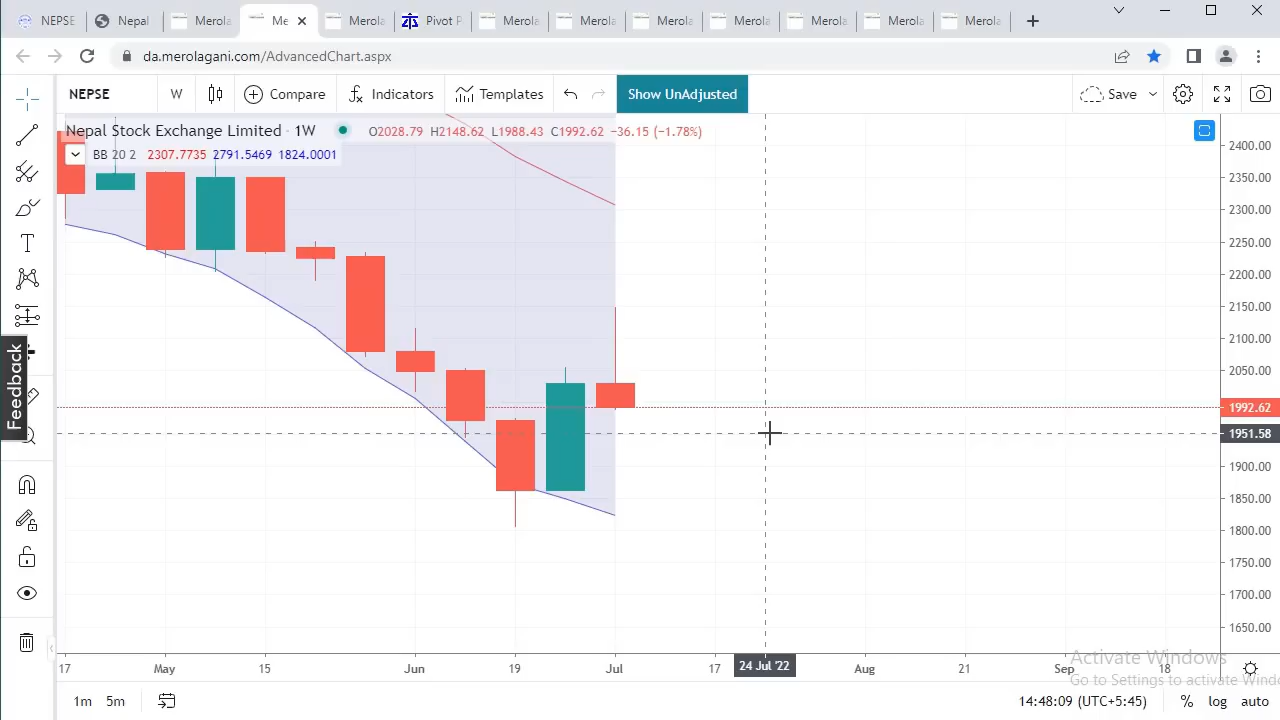 NEPSE Nepal Merola Me Merola Pivot P Merola Merola Merola Merola Merola Merola Merola
da.merolagani.com/AdvancedChart.aspx
NEPSE W Compare Indicators Templates Show UnAdjusted Save
Nepal Stock Exchange Limited · 1W O2028.79 H2148.62 L1988.43 C1992.62 −36.15 (−1.78%)
BB 20 2 2307.7735 2791.5469 1824.0001
2400.00
2350.00
2300.00
2250.00
2200.00
2150.00
2100.00
2050.00
1992.62
1951.58
1900.00
1850.00
1800.00
1750.00
1700.00
1650.00
Feedback
17 May 15 Jun 19 Jul 17 24 Jul '22 Aug 21 Sep 18
Activate Windows
Go to Settings to activate Wind
1m 5m 14:48:09 (UTC+5:45) % log auto